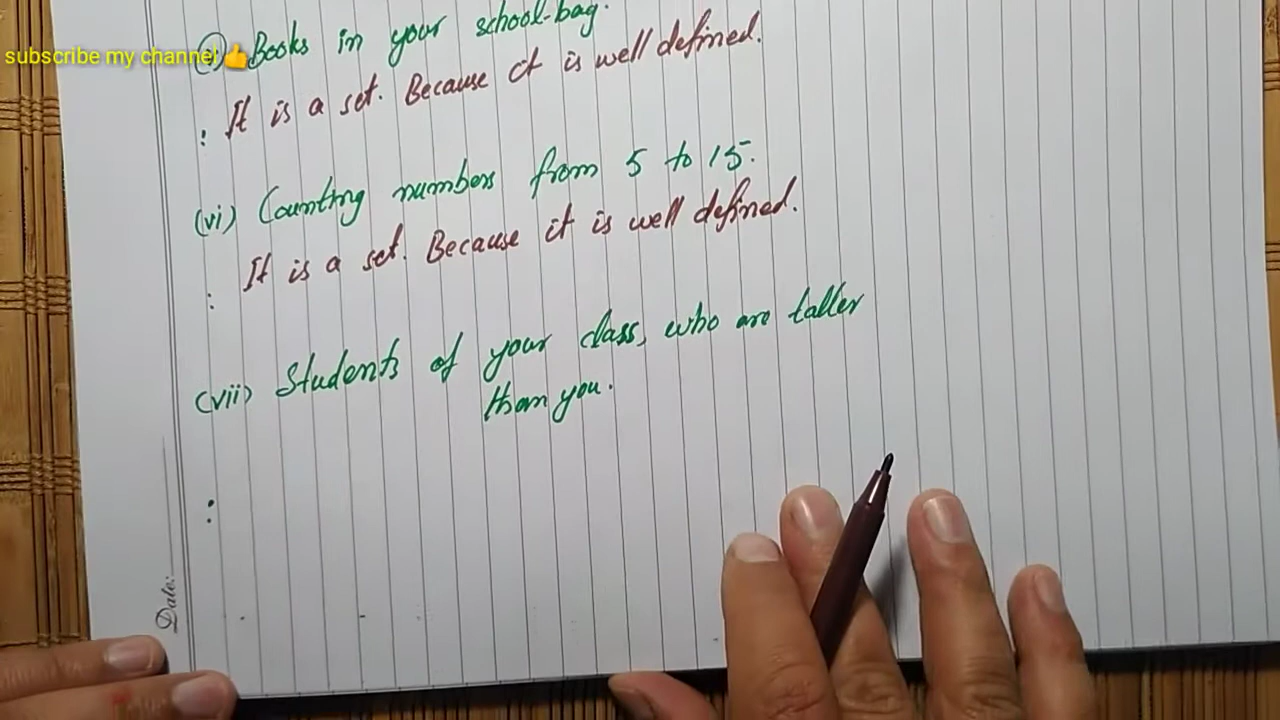 Books in your school-bag.
subscribe my channel👍
: It is a set. Because it is well defined.
(vi) Counting numbers from 5 to 15.
: It is a set. Because it is well defined.
(vii) Students of your class, who are taller
than you.
:
Date: